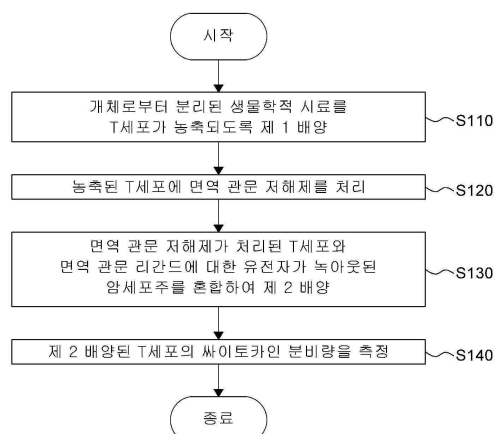 시작
개체로부터 분리된 생물학적 시료를
T세포가 농축되도록 제 1 배양
S110
농축된 T세포에 면역 관문 저해제를 처리
S120
면역 관문 저해제가 처리된 T세포와
면역 관문 리간드에 대한 유전자가 녹아웃된
암세포주를 혼합하여 제 2 배양
S130
제 2 배양된 T세포의 싸이토카인 분비량을 측정
S140
종료